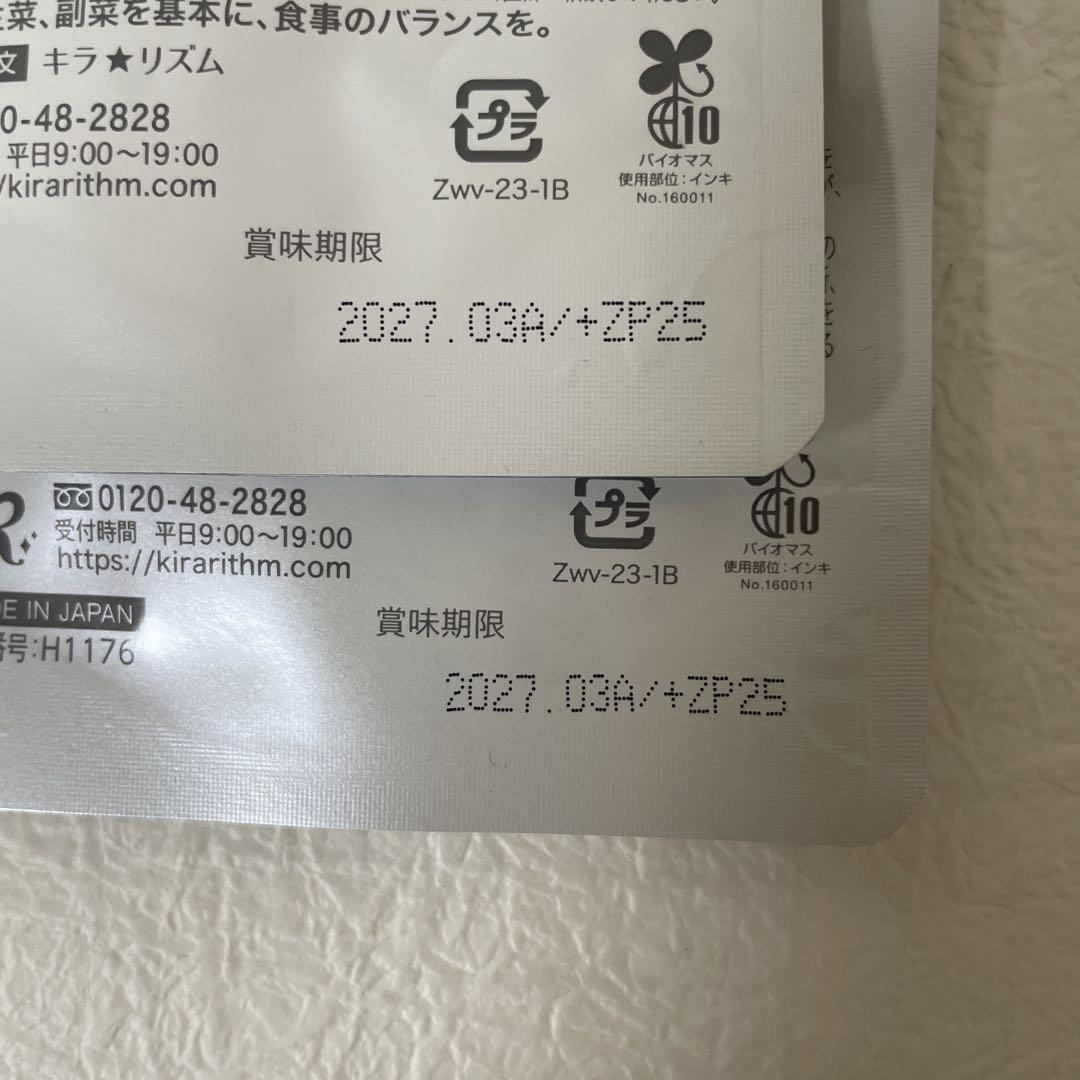 菜、副菜を基本に、食事のバランスを。
文 キラ★リズム
0-48-2828
平日9:00～19:00
/kirarithm.com
プラ
Zwv-23-1B
10
バイオマス
使用部位：インキ
No.160011
賞味期限
2027.03A/+ZP25
0120-48-2828
受付時間 平日9:00～19:00
https://kirarithm.com
E IN JAPAN
番号:H1176
プラ
Zwv-23-1B
10
バイオマス
使用部位：インキ
No.160011
賞味期限
2027.03A/+ZP25